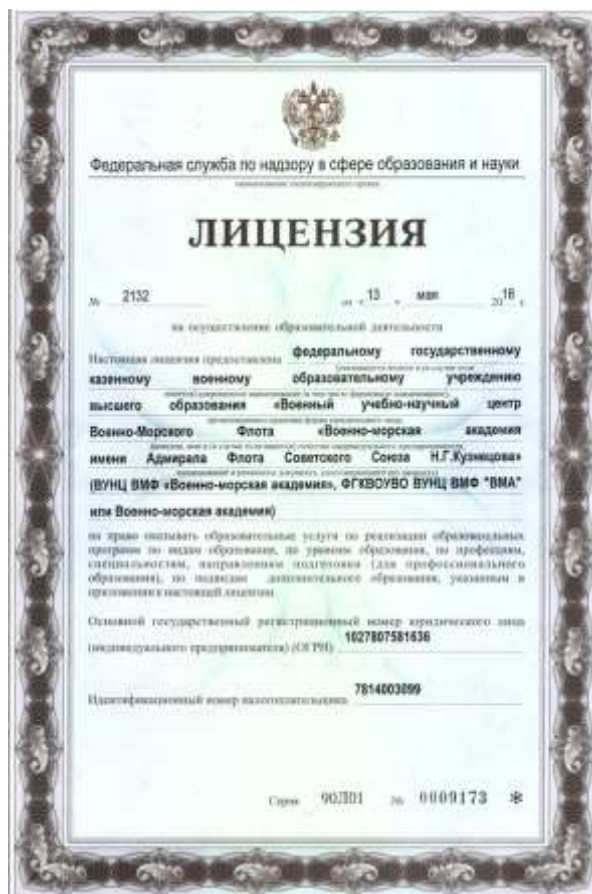 Федеральная служба по надзору в сфере образования и науки
наименование лицензирующего органа
ЛИЦЕНЗИЯ
№ 2132 от « 13 » мая 2016 г.
на осуществление образовательной деятельности
Настоящая лицензия предоставлена федеральному государственному
казенному военному образовательному учреждению
высшего образования «Военный учебно-научный центр
Военно-Морского Флота «Военно-морская академия
имени Адмирала Флота Советского Союза Н.Г.Кузнецова»
(ВУНЦ ВМФ «Военно-морская академия», ФГКВОУВО ВУНЦ ВМФ "ВМА"
или Военно-морская академия)
на право оказывать образовательные услуги по реализации образовательных
программ по видам образования, по уровням образования, по профессиям,
специальностям, направлениям подготовки (для профессионального
образования), по подвидам дополнительного образования, указанным в
приложении к настоящей лицензии
Основной государственный регистрационный номер юридического лица
(индивидуального предпринимателя) (ОГРН) 1027807581636
Идентификационный номер налогоплательщика 7814003099
Серия 90Л01 № 0009173 *